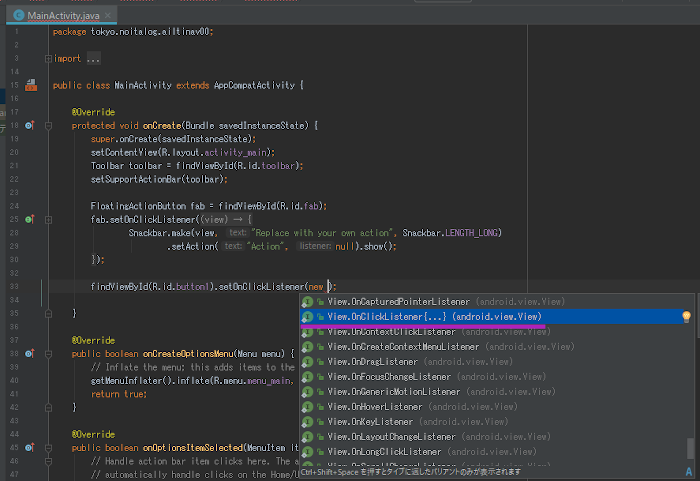 MainActivity.java
1 package tokyo.noitalog.ailtinav00;
2
3 import ...
14
15 public class MainActivity extends AppCompatActivity {
16
17 @Override
18 protected void onCreate(Bundle savedInstanceState) {
19 super.onCreate(savedInstanceState);
20 setContentView(R.layout.activity_main);
21 Toolbar toolbar = findViewById(R.id.toolbar);
22 setSupportActionBar(toolbar);
23
24 FloatingActionButton fab = findViewById(R.id.fab);
25 fab.setOnClickListener((view) → {
28 Snackbar.make(view, text: "Replace with your own action", Snackbar.LENGTH_LONG)
29 .setAction( text: "Action", listener: null).show();
30 });
32
33 findViewById(R.id.button1).setOnClickListener(new );
34
35 }
36
37 @Override
38 public boolean onCreateOptionsMenu(Menu menu) {
39 // Inflate the menu; this adds items to the
40 getMenuInflater().inflate(R.menu.menu_main,
41 return true;
42 }
43
44 @Override
45 public boolean onOptionsItemSelected(MenuItem it
46 // Handle action bar item clicks here. The a
47 // automatically handle clicks on the Home/U
View.OnCapturedPointerListener (android.view.View)
View.OnClickListener{...} (android.view.View)
View.OnContextClickListener (android.view.View)
View.OnCreateContextMenuListener (android.view.View)
View.OnDragListener (android.view.View)
View.OnFocusChangeListener (android.view.View)
View.OnGenericMotionListener (android.view.View)
View.OnHoverListener (android.view.View)
View.OnKeyListener (android.view.View)
View.OnLayoutChangeListener (android.view.View)
View.OnLongClickListener (android.view.View)
Ctrl+Shift+Space を押すとタイプに適したバリアントのみが表示されます